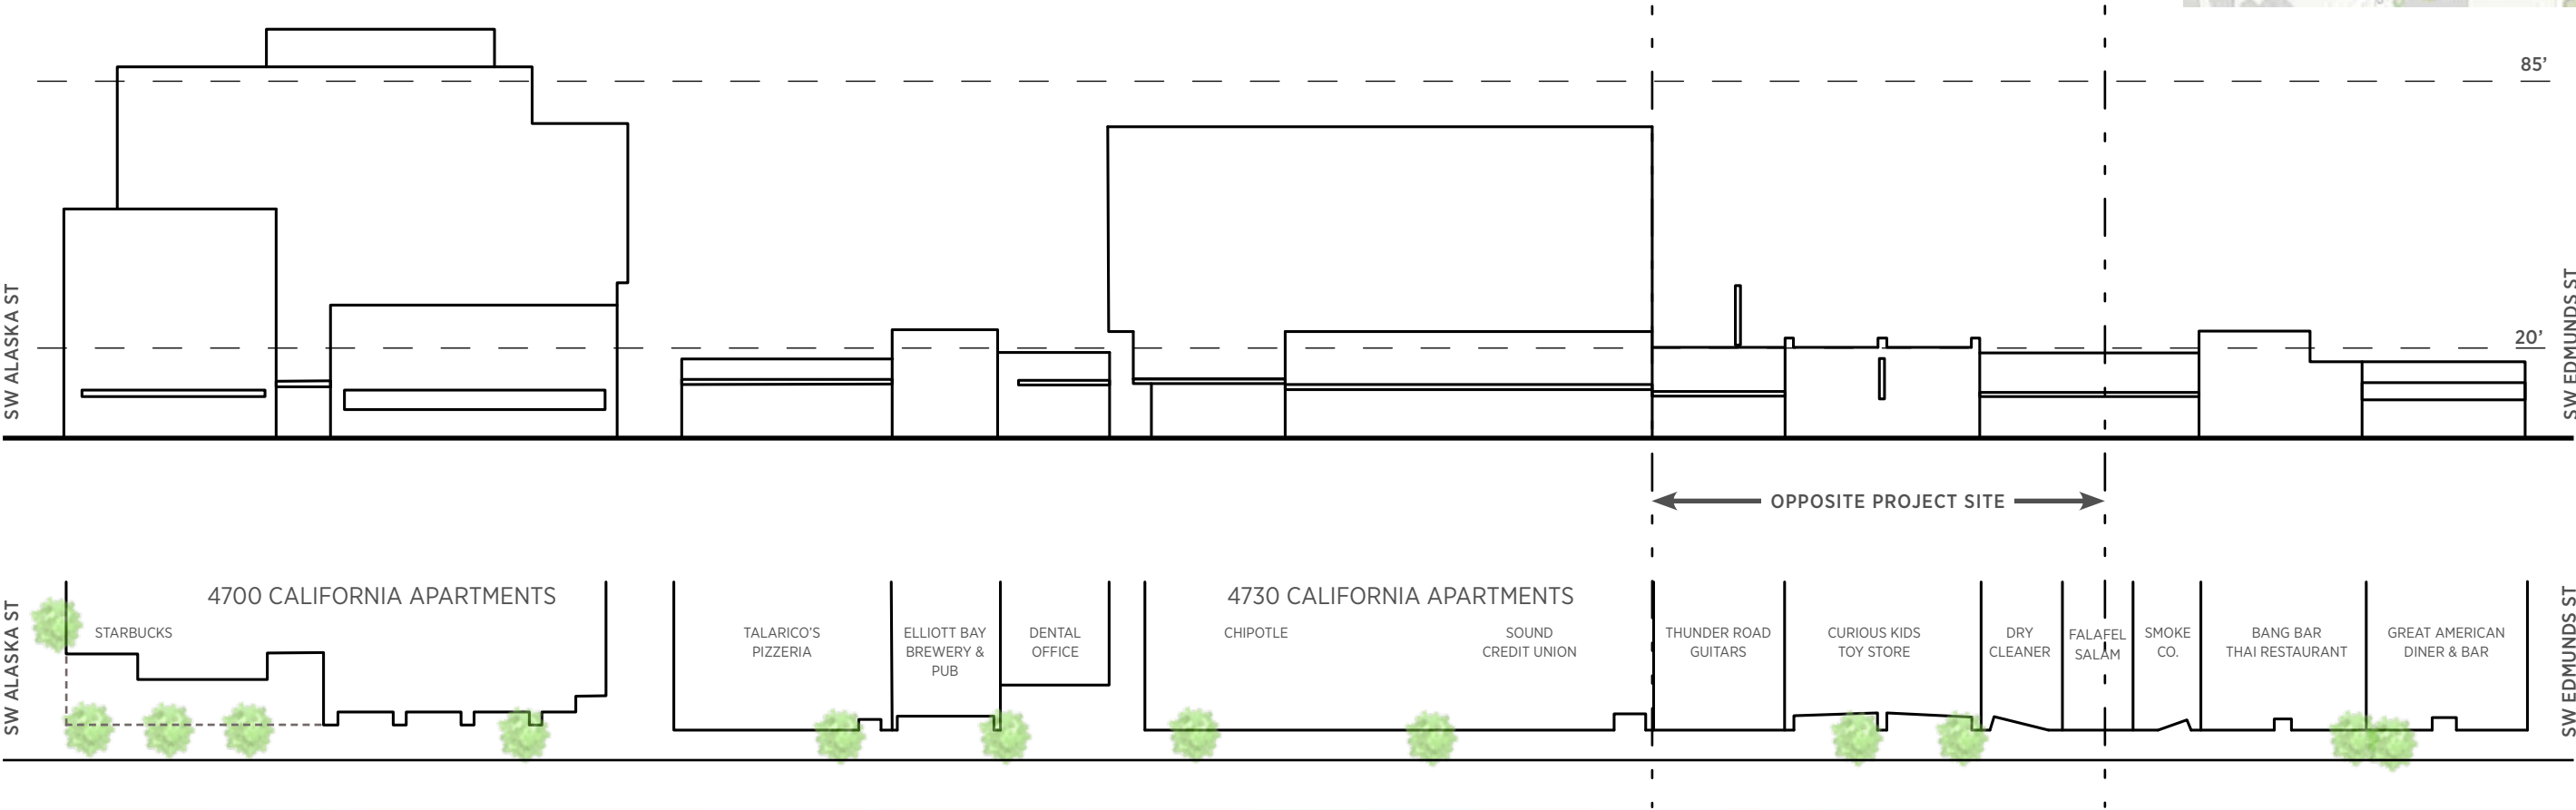 85’
20’
SW ALASKA ST
SW EDMUNDS ST
OPPOSITE PROJECT SITE
SW ALASKA ST
4700 CALIFORNIA APARTMENTS
STARBUCKS
TALARICO’S
PIZZERIA
ELLIOTT BAY
BREWERY &
PUB
DENTAL
OFFICE
4730 CALIFORNIA APARTMENTS
CHIPOTLE
SOUND
CREDIT UNION
THUNDER ROAD
GUITARS
CURIOUS KIDS
TOY STORE
DRY
CLEANER
FALAFEL
SALAM
SMOKE
CO.
BANG BAR
THAI RESTAURANT
GREAT AMERICAN
DINER & BAR
SW EDMUNDS ST